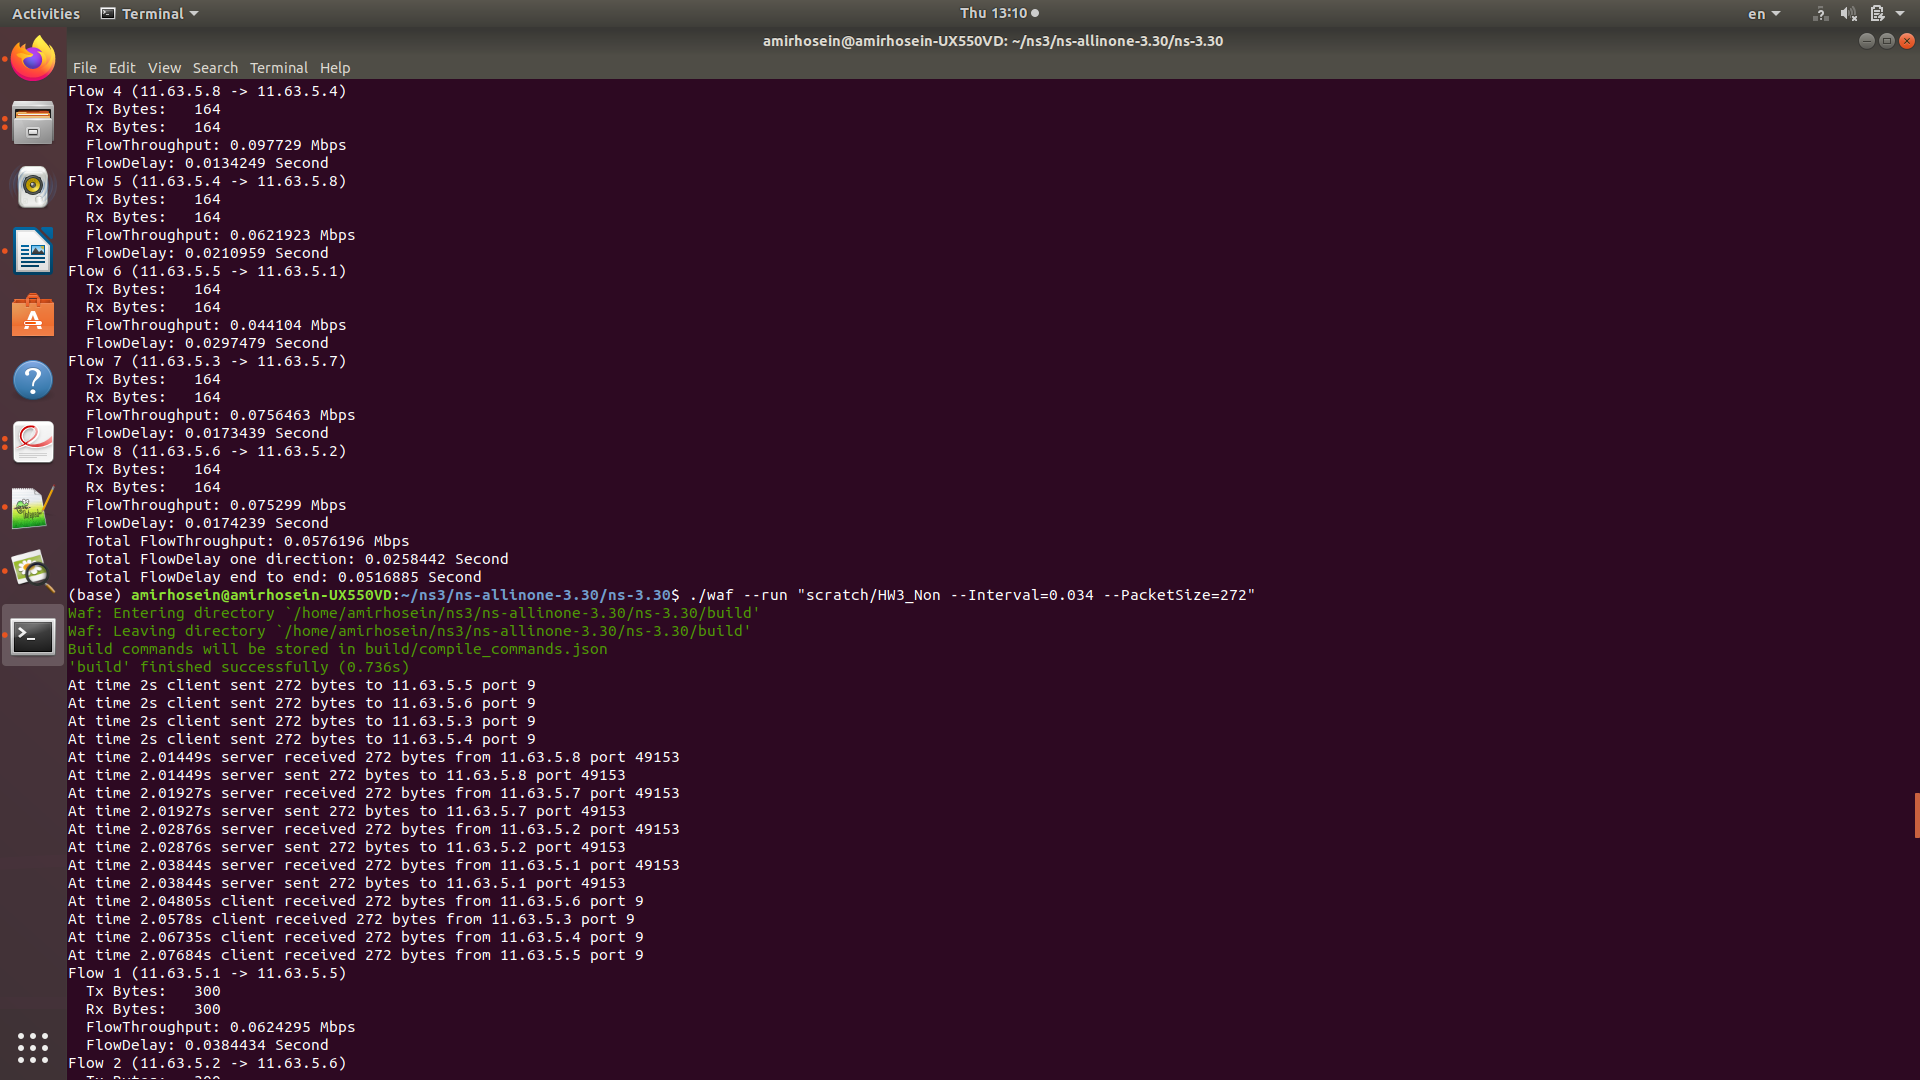 Activities Terminal Thu 13:10 en
amirhosein@amirhosein-UX550VD: ~/ns3/ns-allinone-3.30/ns-3.30
File Edit View Search Terminal Help
Flow 4 (11.63.5.8 -> 11.63.5.4)
  Tx Bytes:   164
  Rx Bytes:   164
  FlowThroughput: 0.097729 Mbps
  FlowDelay: 0.0134249 Second
Flow 5 (11.63.5.4 -> 11.63.5.8)
  Tx Bytes:   164
  Rx Bytes:   164
  FlowThroughput: 0.0621923 Mbps
  FlowDelay: 0.0210959 Second
Flow 6 (11.63.5.5 -> 11.63.5.1)
  Tx Bytes:   164
  Rx Bytes:   164
  FlowThroughput: 0.044104 Mbps
  FlowDelay: 0.0297479 Second
Flow 7 (11.63.5.3 -> 11.63.5.7)
  Tx Bytes:   164
  Rx Bytes:   164
  FlowThroughput: 0.0756463 Mbps
  FlowDelay: 0.0173439 Second
Flow 8 (11.63.5.6 -> 11.63.5.2)
  Tx Bytes:   164
  Rx Bytes:   164
  FlowThroughput: 0.075299 Mbps
  FlowDelay: 0.0174239 Second
  Total FlowThroughput: 0.0576196 Mbps
  Total FlowDelay one direction: 0.0258442 Second
  Total FlowDelay end to end: 0.0516885 Second
(base) amirhosein@amirhosein-UX550VD:~/ns3/ns-allinone-3.30/ns-3.30$ ./waf --run "scratch/HW3_Non --Interval=0.034 --PacketSize=272"
Waf: Entering directory `/home/amirhosein/ns3/ns-allinone-3.30/ns-3.30/build'
Waf: Leaving directory `/home/amirhosein/ns3/ns-allinone-3.30/ns-3.30/build'
Build commands will be stored in build/compile_commands.json
'build' finished successfully (0.736s)
At time 2s client sent 272 bytes to 11.63.5.5 port 9
At time 2s client sent 272 bytes to 11.63.5.6 port 9
At time 2s client sent 272 bytes to 11.63.5.3 port 9
At time 2s client sent 272 bytes to 11.63.5.4 port 9
At time 2.01449s server received 272 bytes from 11.63.5.8 port 49153
At time 2.01449s server sent 272 bytes to 11.63.5.8 port 49153
At time 2.01927s server received 272 bytes from 11.63.5.7 port 49153
At time 2.01927s server sent 272 bytes to 11.63.5.7 port 49153
At time 2.02876s server received 272 bytes from 11.63.5.2 port 49153
At time 2.02876s server sent 272 bytes to 11.63.5.2 port 49153
At time 2.03844s server received 272 bytes from 11.63.5.1 port 49153
At time 2.03844s server sent 272 bytes to 11.63.5.1 port 49153
At time 2.04805s client received 272 bytes from 11.63.5.6 port 9
At time 2.0578s client received 272 bytes from 11.63.5.3 port 9
At time 2.06735s client received 272 bytes from 11.63.5.4 port 9
At time 2.07684s client received 272 bytes from 11.63.5.5 port 9
Flow 1 (11.63.5.1 -> 11.63.5.5)
  Tx Bytes:   300
  Rx Bytes:   300
  FlowThroughput: 0.0624295 Mbps
  FlowDelay: 0.0384434 Second
Flow 2 (11.63.5.2 -> 11.63.5.6)